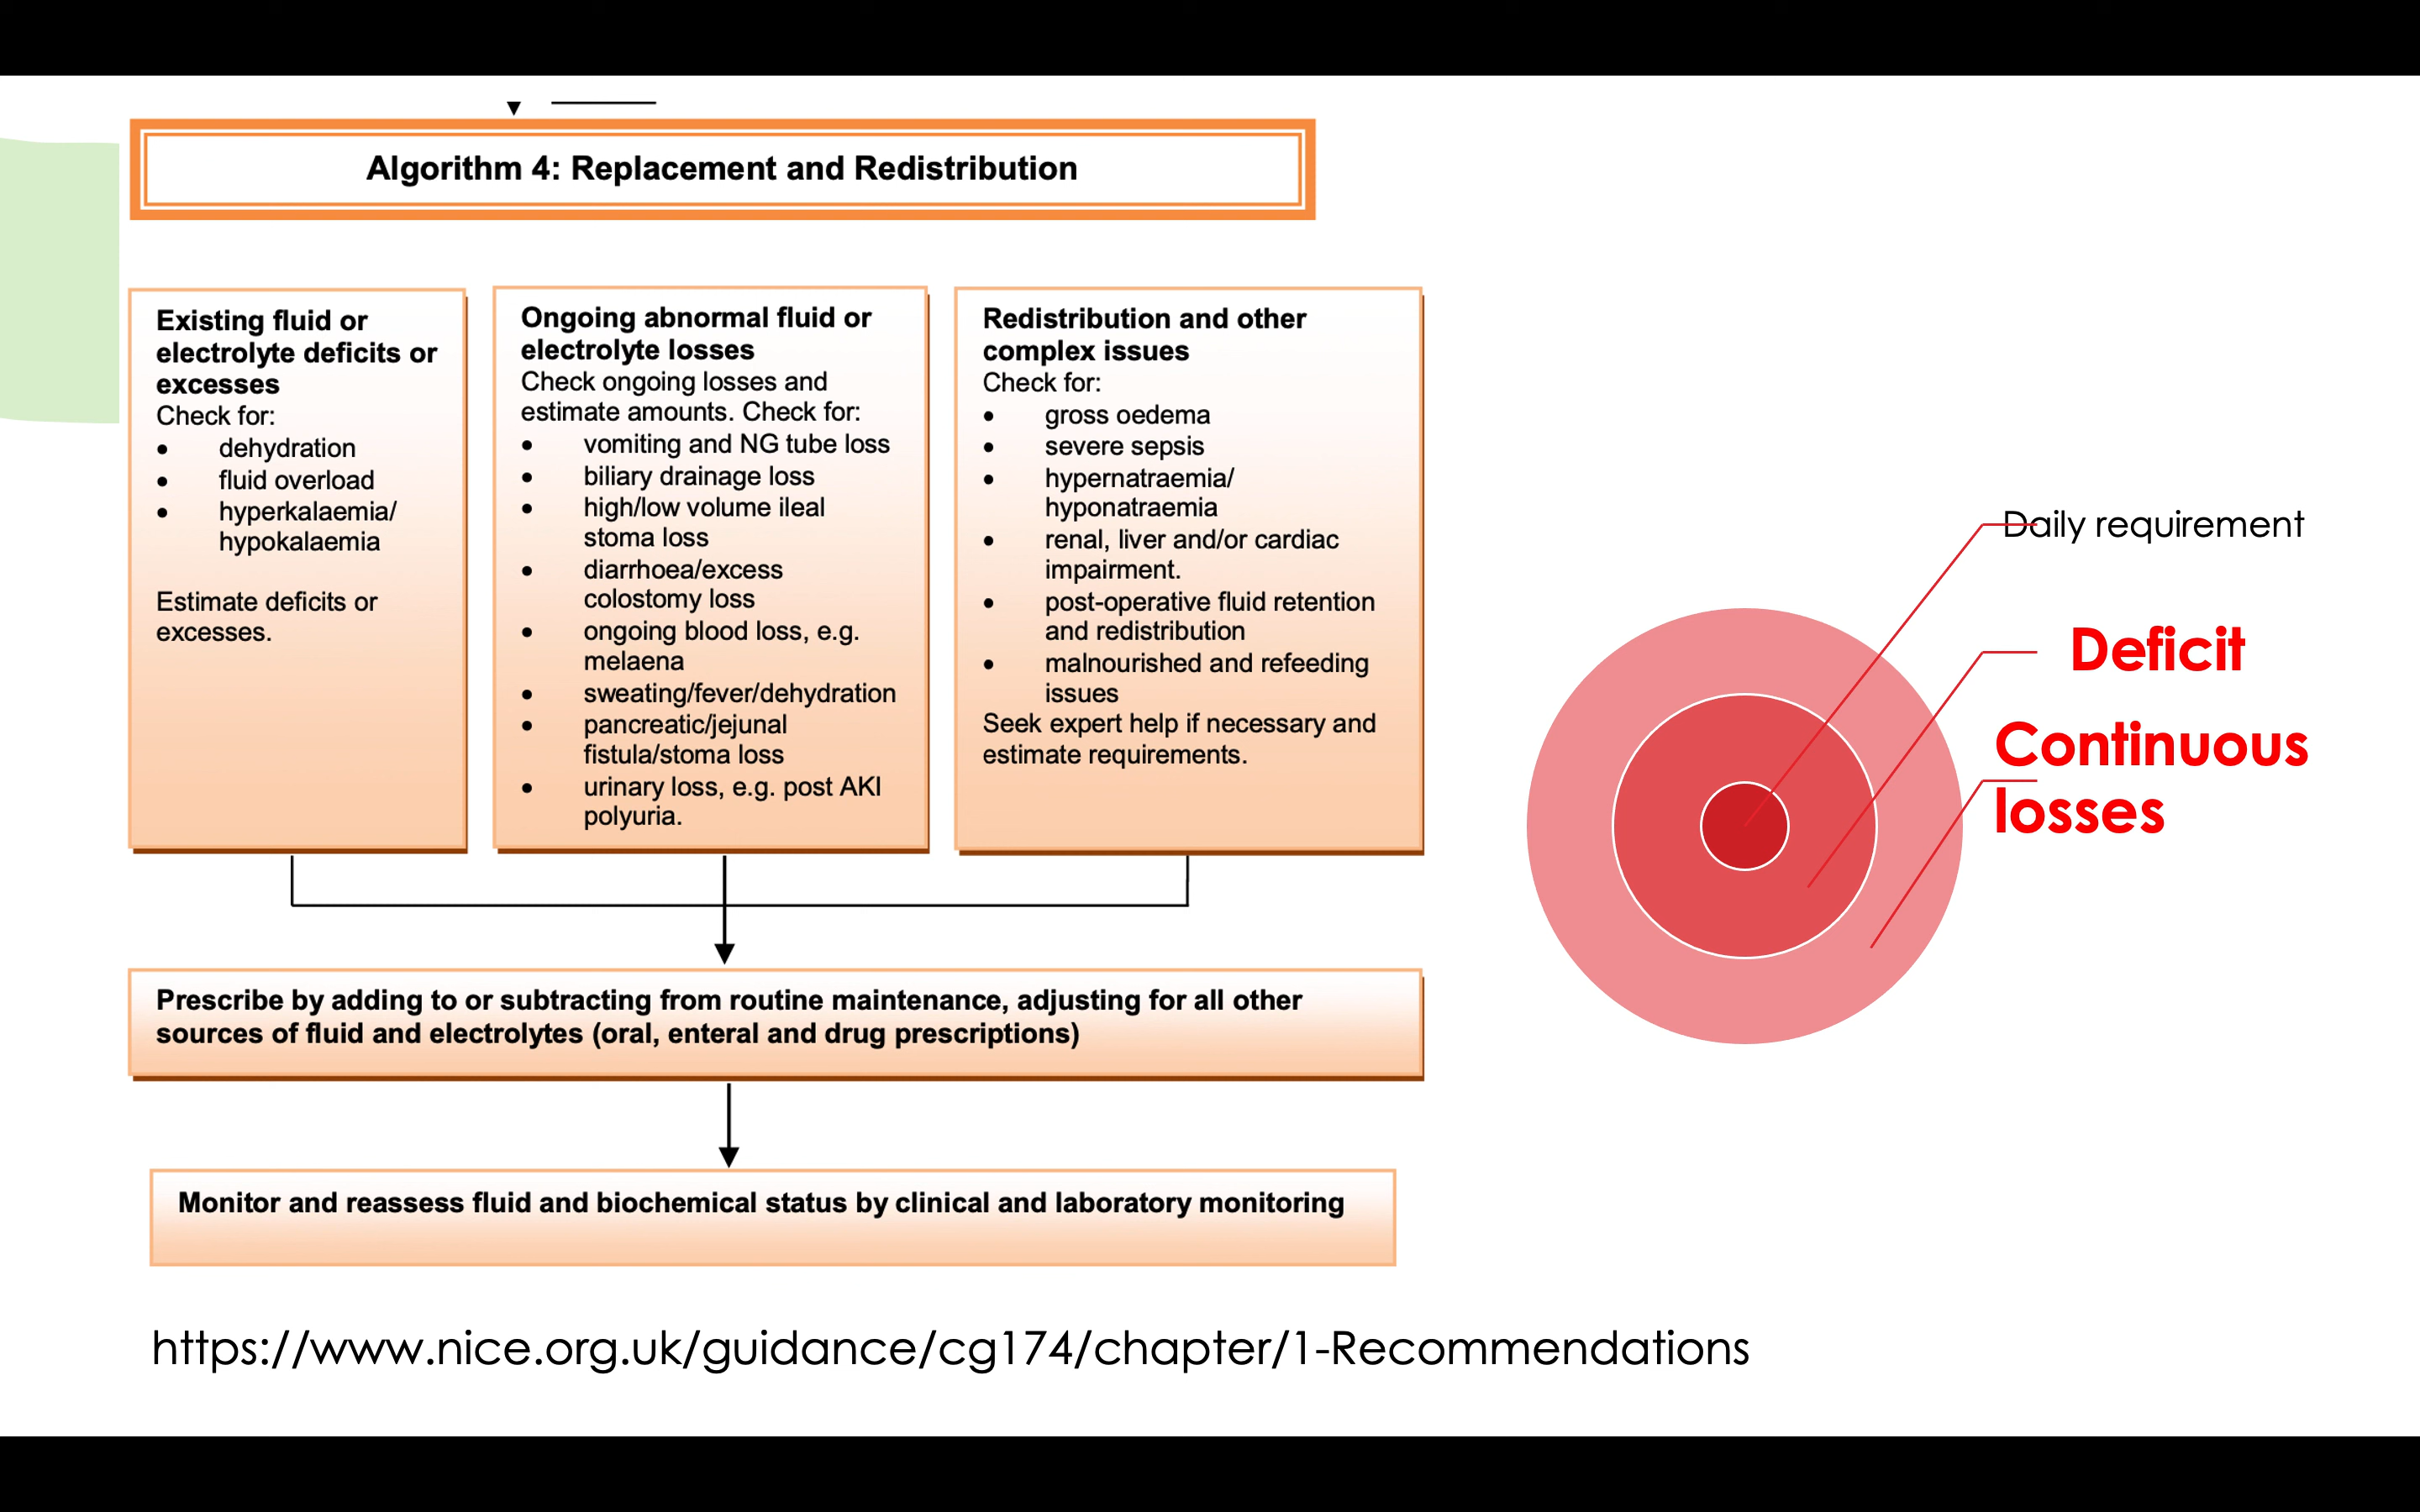 Algorithm 4: Replacement and Redistribution
Existing fluid or
electrolyte deficits or
excesses
Check for:
• dehydration
• fluid overload
• hyperkalaemia/
hypokalaemia
Estimate deficits or
excesses.
Ongoing abnormal fluid or
electrolyte losses
Check ongoing losses and
estimate amounts. Check for:
• vomiting and NG tube loss
• biliary drainage loss
• high/low volume ileal
stoma loss
• diarrhoea/excess
colostomy loss
• ongoing blood loss, e.g.
melaena
• sweating/fever/dehydration
• pancreatic/jejunal
fistula/stoma loss
• urinary loss, e.g. post AKI
polyuria.
Redistribution and other
complex issues
Check for:
• gross oedema
• severe sepsis
• hypernatraemia/
hyponatraemia
• renal, liver and/or cardiac
impairment.
• post-operative fluid retention
and redistribution
• malnourished and refeeding
issues
Seek expert help if necessary and
estimate requirements.
Prescribe by adding to or subtracting from routine maintenance, adjusting for all other
sources of fluid and electrolytes (oral, enteral and drug prescriptions)
Monitor and reassess fluid and biochemical status by clinical and laboratory monitoring
Daily requirement
Deficit
Continuous
losses
https://www.nice.org.uk/guidance/cg174/chapter/1-Recommendations